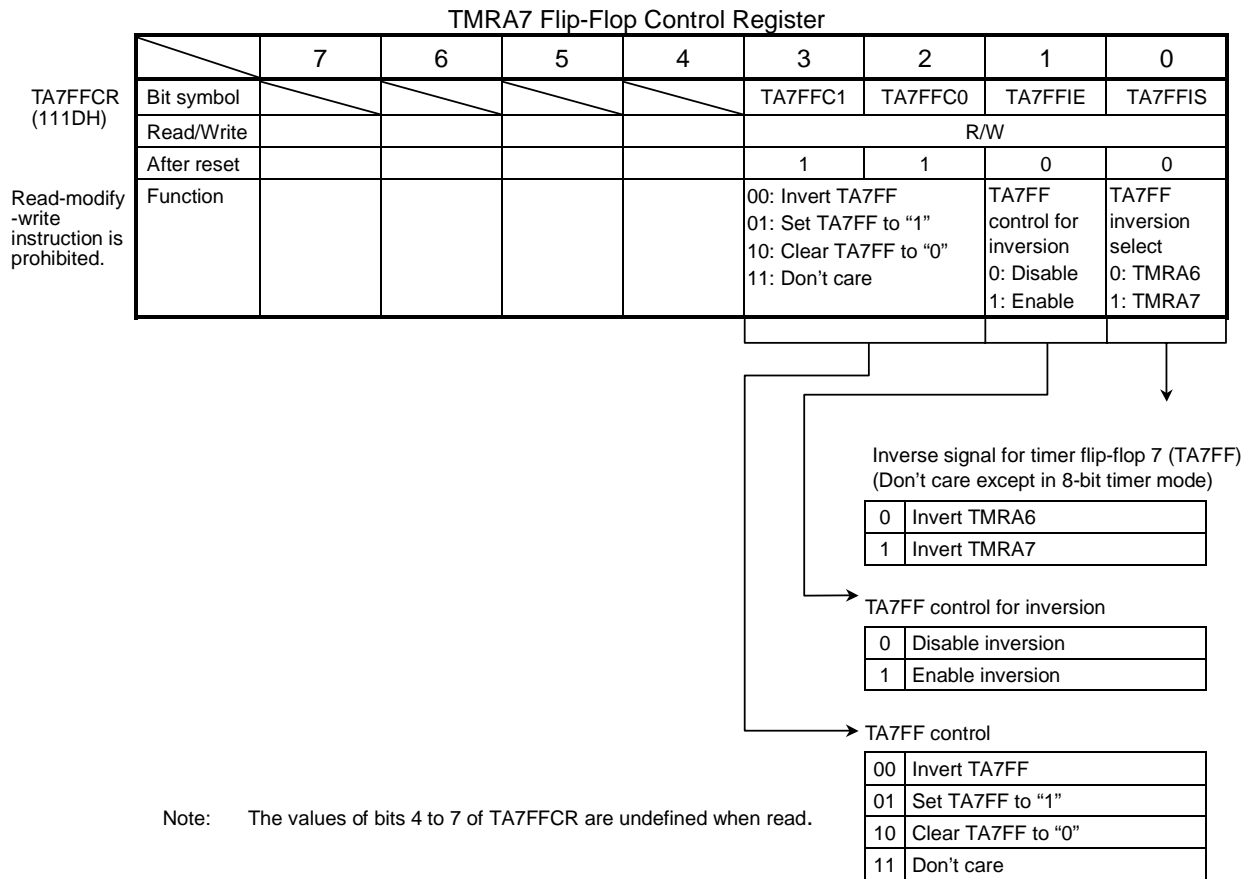 TMRA7 Flip-Flop Control Register
7 6 5 4 3 2 1 0
TA7FFCR
(111DH)
Bit symbol TA7FFC1 TA7FFC0 TA7FFIE TA7FFIS
Read/Write R/W
After reset 1 1 0 0
Read-modify
-write
instruction is
prohibited.
Function
00: Invert TA7FF
01: Set TA7FF to “1”
10: Clear TA7FF to “0”
11: Don’t care
TA7FF
control for
inversion
0: Disable
1: Enable
TA7FF
inversion
select
0: TMRA6
1: TMRA7
Inverse signal for timer flip-flop 7 (TA7FF)
(Don’t care except in 8-bit timer mode)
0 Invert TMRA6
1 Invert TMRA7
TA7FF control for inversion
0 Disable inversion
1 Enable inversion
TA7FF control
00 Invert TA7FF
01 Set TA7FF to “1”
10 Clear TA7FF to “0”
11 Don’t care
Note: The values of bits 4 to 7 of TA7FFCR are undefined when read.